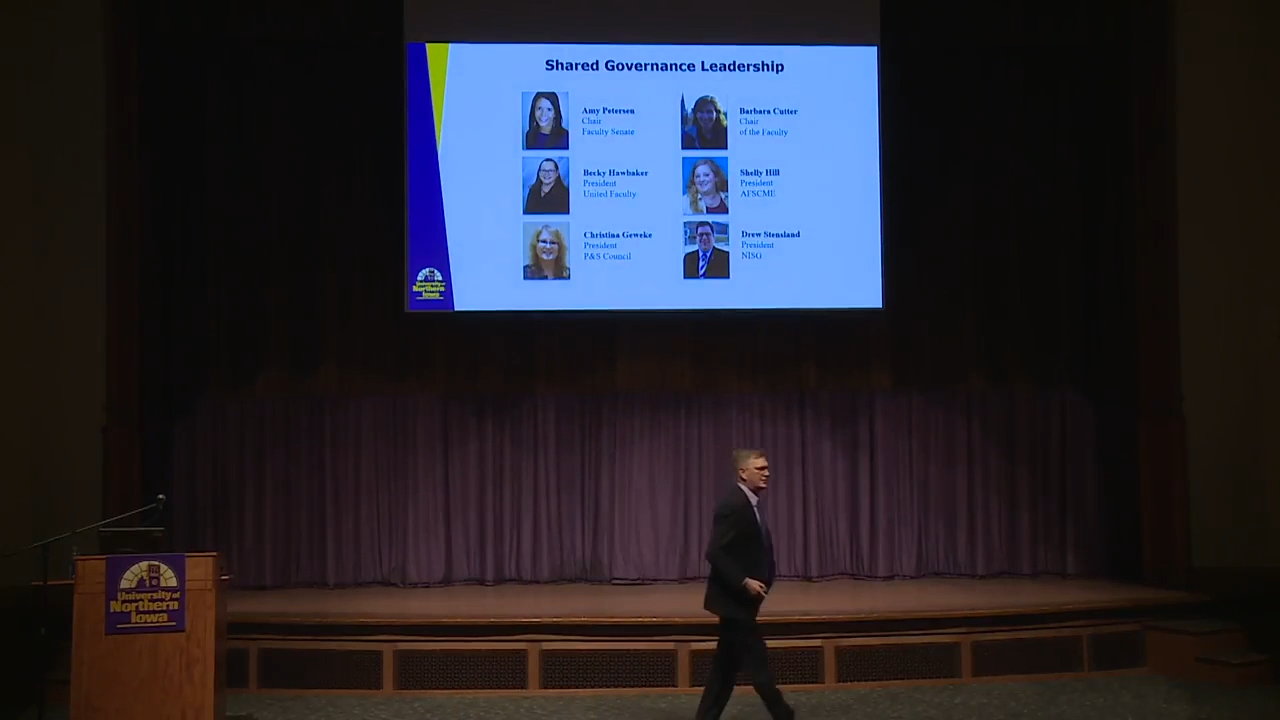 Shared Governance Leadership
Amy Petersen
Chair
Faculty Senate
Barbara Cutter
Chair
of the Faculty
Becky Hawbaker
President
United Faculty
Shelly Hill
President
AFSCME
Christina Geweke
President
P&S Council
Drew Stensland
President
NISG
University of
Northern
Iowa
University of
Northern
Iowa